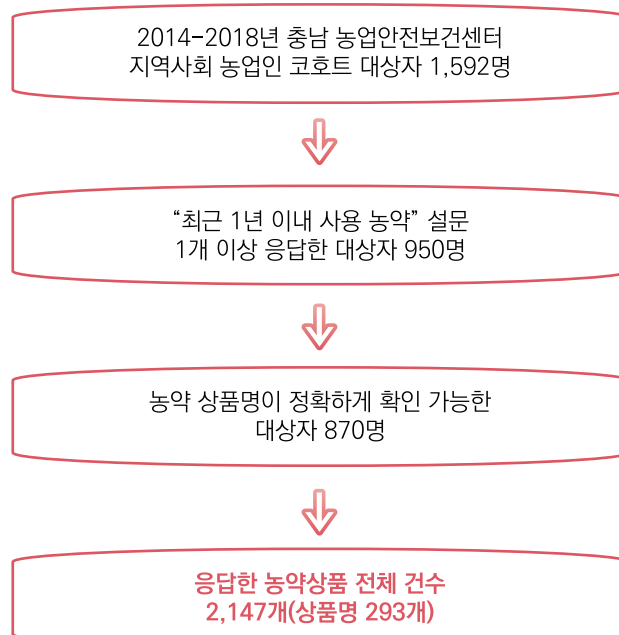 2014-2018년 충남 농업안전보건센터
지역사회 농업인 코호트 대상자 1,592명
“최근 1년 이내 사용 농약” 설문
1개 이상 응답한 대상자 950명
농약 상품명이 정확하게 확인 가능한
대상자 870명
응답한 농약상품 전체 건수
2,147개(상품명 293개)